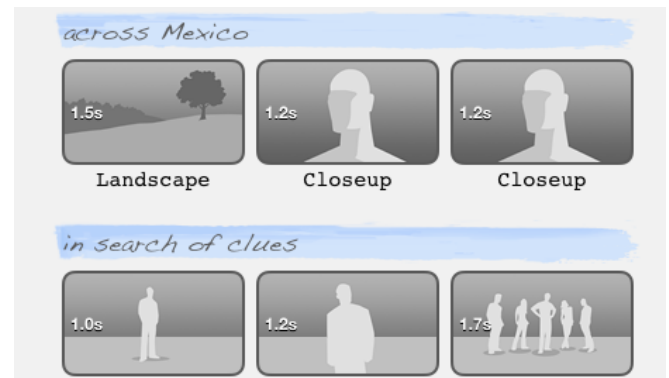 across Mexico
1.5s 1.2s 1.2s
Landscape Closeup Closeup
in search of clues
1.0s 1.2s 1.7s